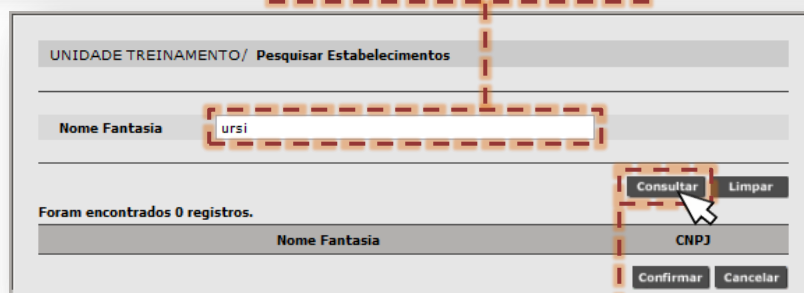 UNIDADE TREINAMENTO/ Pesquisar Estabelecimentos
Nome Fantasia ursi
Consultar Limpar
Foram encontrados 0 registros.
Nome Fantasia CNPJ
Confirmar Cancelar